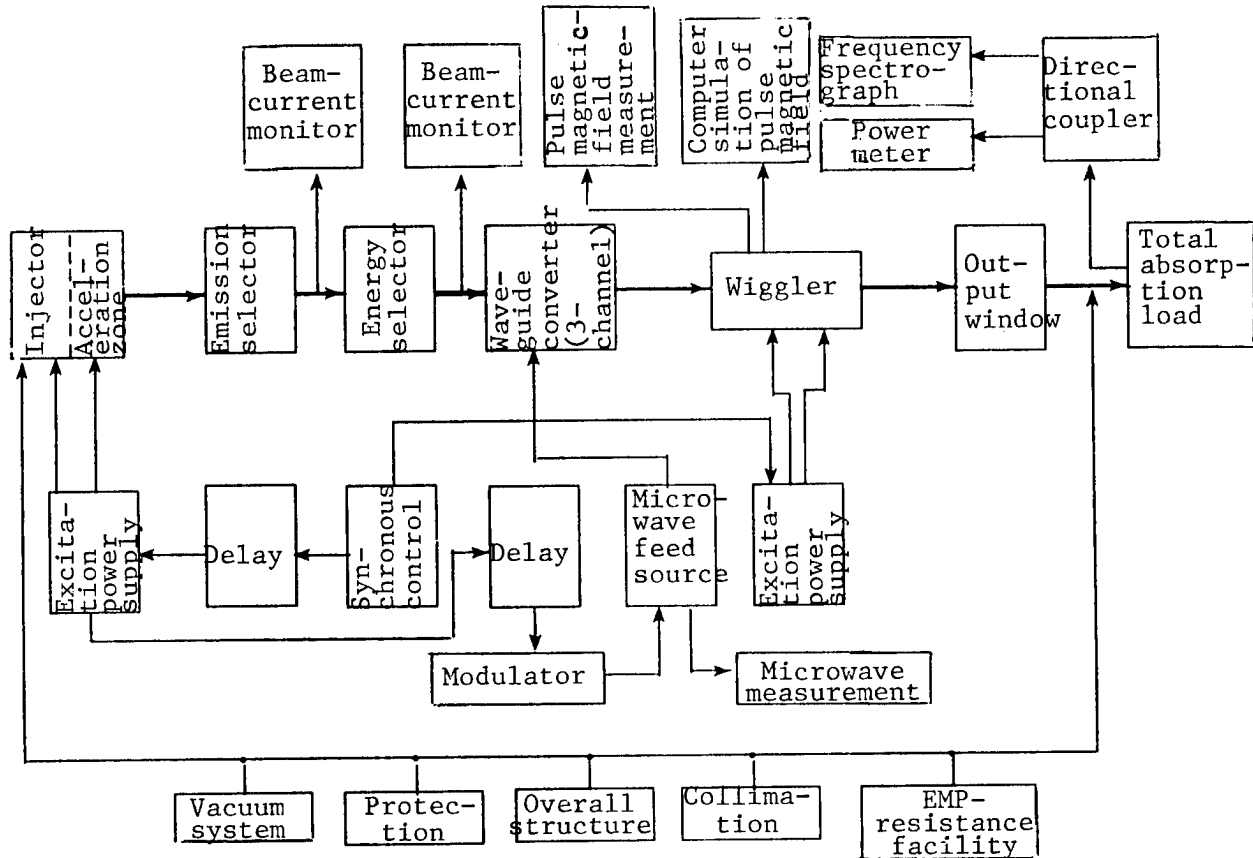 Beam-
current
monitor
Beam-
current
monitor
Pulse
magnetic-
field
measure-
ment
Computer
simula-
tion of
pulse
magnetic
field
Frequency
spectro-
graph
Power
meter
Direc-
tional
coupler
Injector
Accel-
eration
zone
Emission
selector
Energy
selector
Wave-
guide
converter
(3-
channel)
Wiggler
Out-
put
window
Total
absorp-
tion
load
Excita-
tion
power
supply
Delay
Syn-
chronous
control
Delay
Micro-
wave
feed
source
Excita-
tion
power
supply
Modulator
Microwave
measurement
Vacuum
system
Protec-
tion
Overall
structure
Collima-
tion
EMP-
resistance
facility